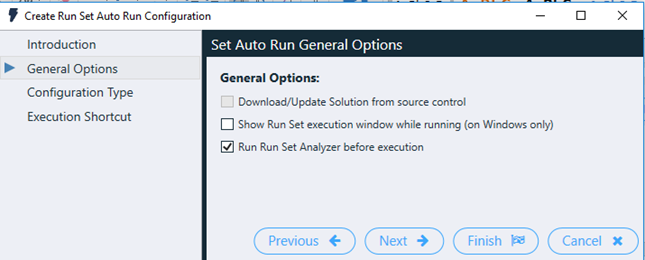 Create Run Set Auto Run Configuration
Introduction
General Options
Configuration Type
Execution Shortcut
Set Auto Run General Options
General Options:
Download/Update Solution from source control
Show Run Set execution window while running (on Windows only)
Run Run Set Analyzer before execution
Previous
Next
Finish
Cancel